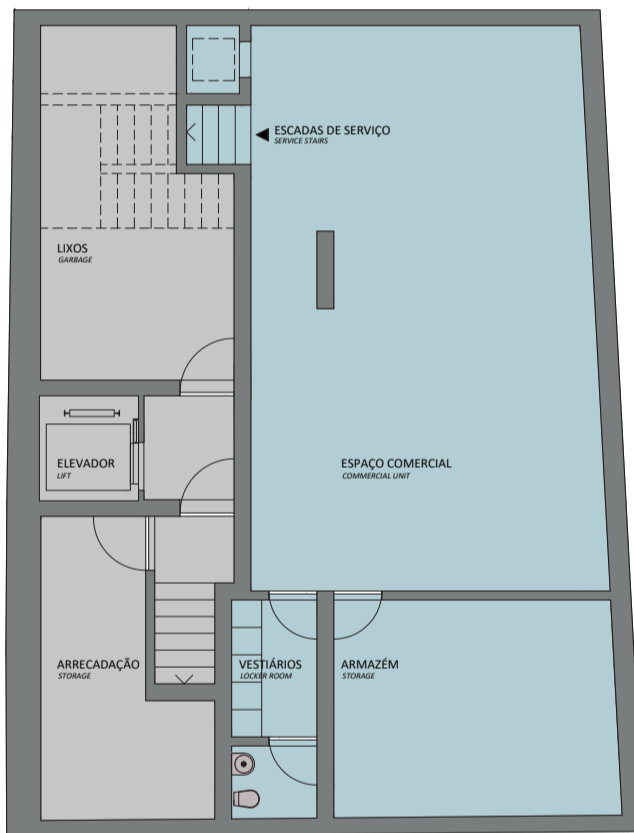 ESCADAS DE SERVIÇO
SERVICE STAIRS
LIXOS
GARBAGE
ELEVADOR
LIFT
ESPAÇO COMERCIAL
COMMERCIAL UNIT
ARRECADAÇÃO
STORAGE
VESTIÁRIOS
LOCKER ROOM
ARMAZÉM
STORAGE